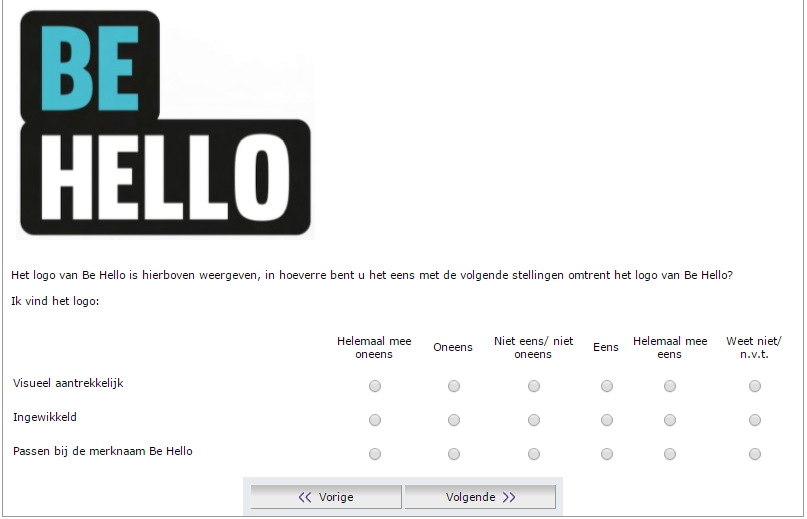 BE
HELLO
Het logo van Be Hello is hierboven weergeven, in hoeverre bent u het eens met de volgende stellingen omtrent het logo van Be Hello?
Ik vind het logo:
Helemaal mee oneens Oneens Niet eens/ niet oneens Eens Helemaal mee eens Weet niet/ n.v.t.
Visueel aantrekkelijk
Ingewikkeld
Passen bij de merknaam Be Hello
Vorige Volgende